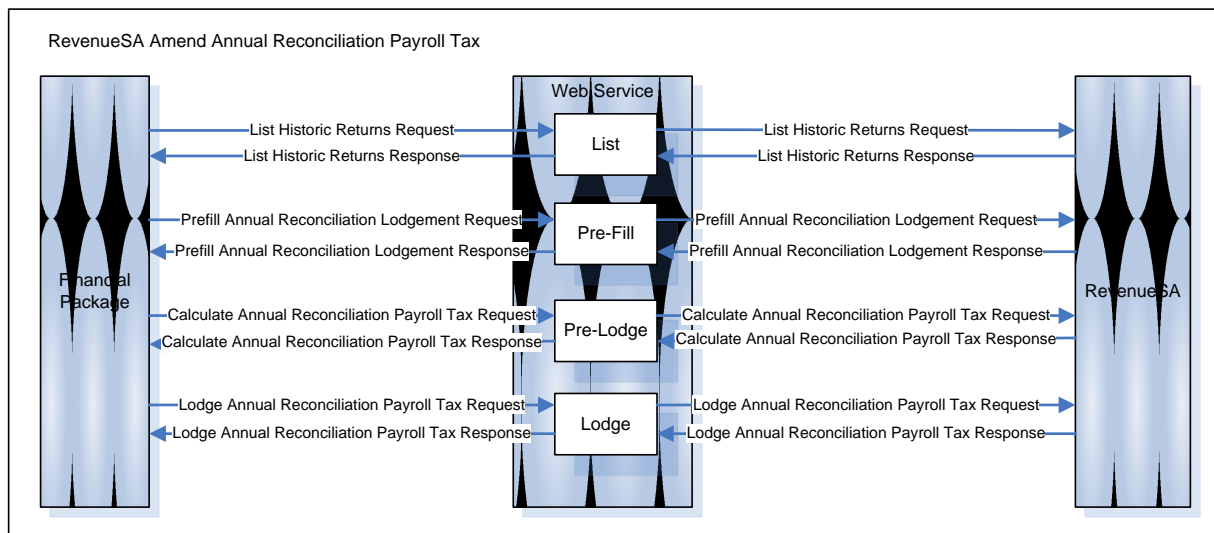 RevenueSA Amend Annual Reconciliation Payroll Tax
Web Service
List Historic Returns Request
List
List Historic Returns Request
List Historic Returns Response
List Historic Returns Response
Prefill Annual Reconciliation Lodgement Request
Pre-Fill
Prefill Annual Reconciliation Lodgement Request
Prefill Annual Reconciliation Lodgement Response
Prefill Annual Reconciliation Lodgement Response
Financial
Package
RevenueSA
Calculate Annual Reconciliation Payroll Tax Request
Pre-Lodge
Calculate Annual Reconciliation Payroll Tax Request
Calculate Annual Reconciliation Payroll Tax Response
Calculate Annual Reconciliation Payroll Tax Response
Lodge Annual Reconciliation Payroll Tax Request
Lodge
Lodge Annual Reconciliation Payroll Tax Request
Lodge Annual Reconciliation Payroll Tax Response
Lodge Annual Reconciliation Payroll Tax Response